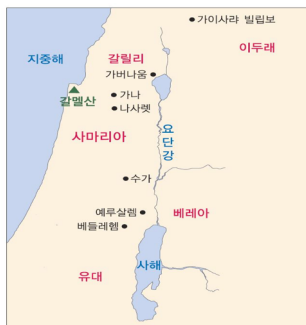 가이사랴 빌립보
이두래
지중해
갈릴리
가버나움
갈멜산
가나
나사렛
사마리아
요단강
수가
예루살렘
베들레헴
베레아
사해
유대